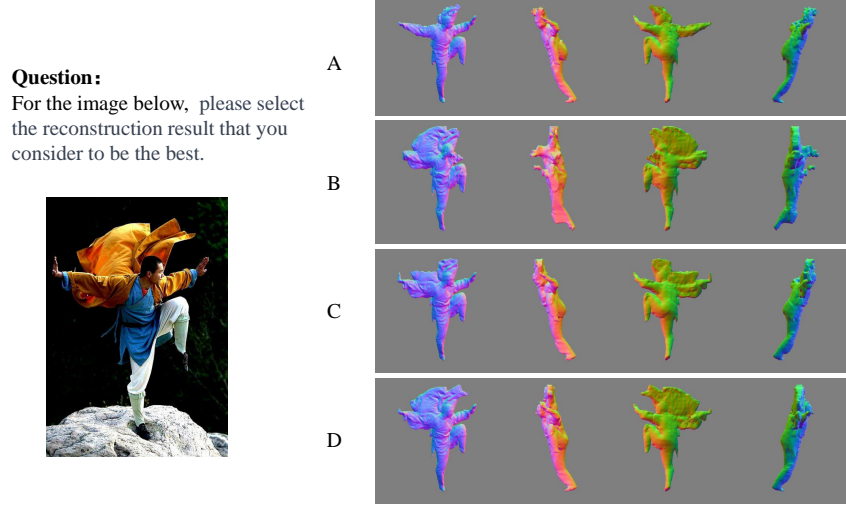 Question：
For the image below, please select
the reconstruction result that you
consider to be the best.
A
B
C
D